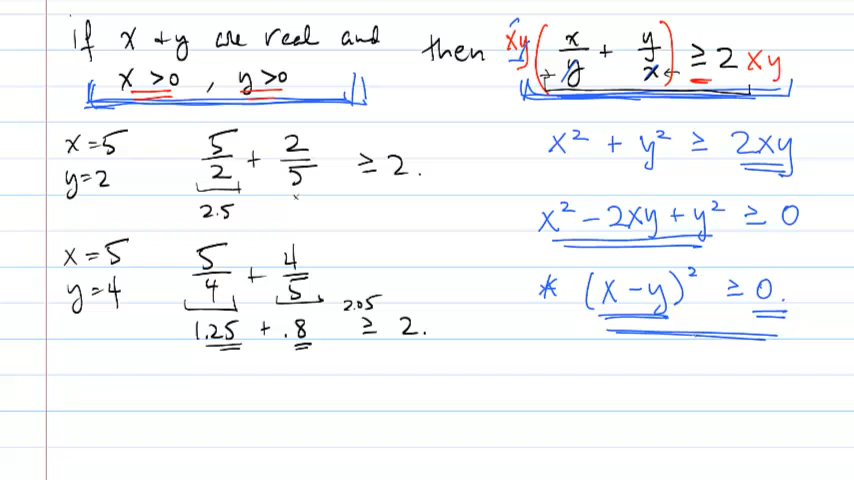 if x + y are real and
x >0 , y >0
then xy( x/y + y/x ) ≥ 2 xy
x=5
y=2
5/2 + 2/5 ≥ 2.
2.5
x=5
y=4
5/4 + 4/5
2.05
1.25 + .8 ≥ 2.
x² + y² ≥ 2xy
x² - 2xy + y² ≥ 0
* (x-y)² ≥ 0.